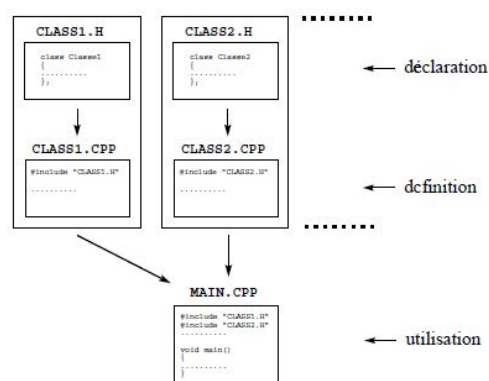 CLASS1.H
class Classe1
{
..........
};
CLASS2.H
class Classe2
{
..........
};
déclaration
CLASS1.CPP
#include "CLASS1.H"
..........
CLASS2.CPP
#include "CLASS2.H"
..........
définition
MAIN.CPP
#include "CLASS1.H"
#include "CLASS2.H"
..........
void main()
{
..........
}
utilisation